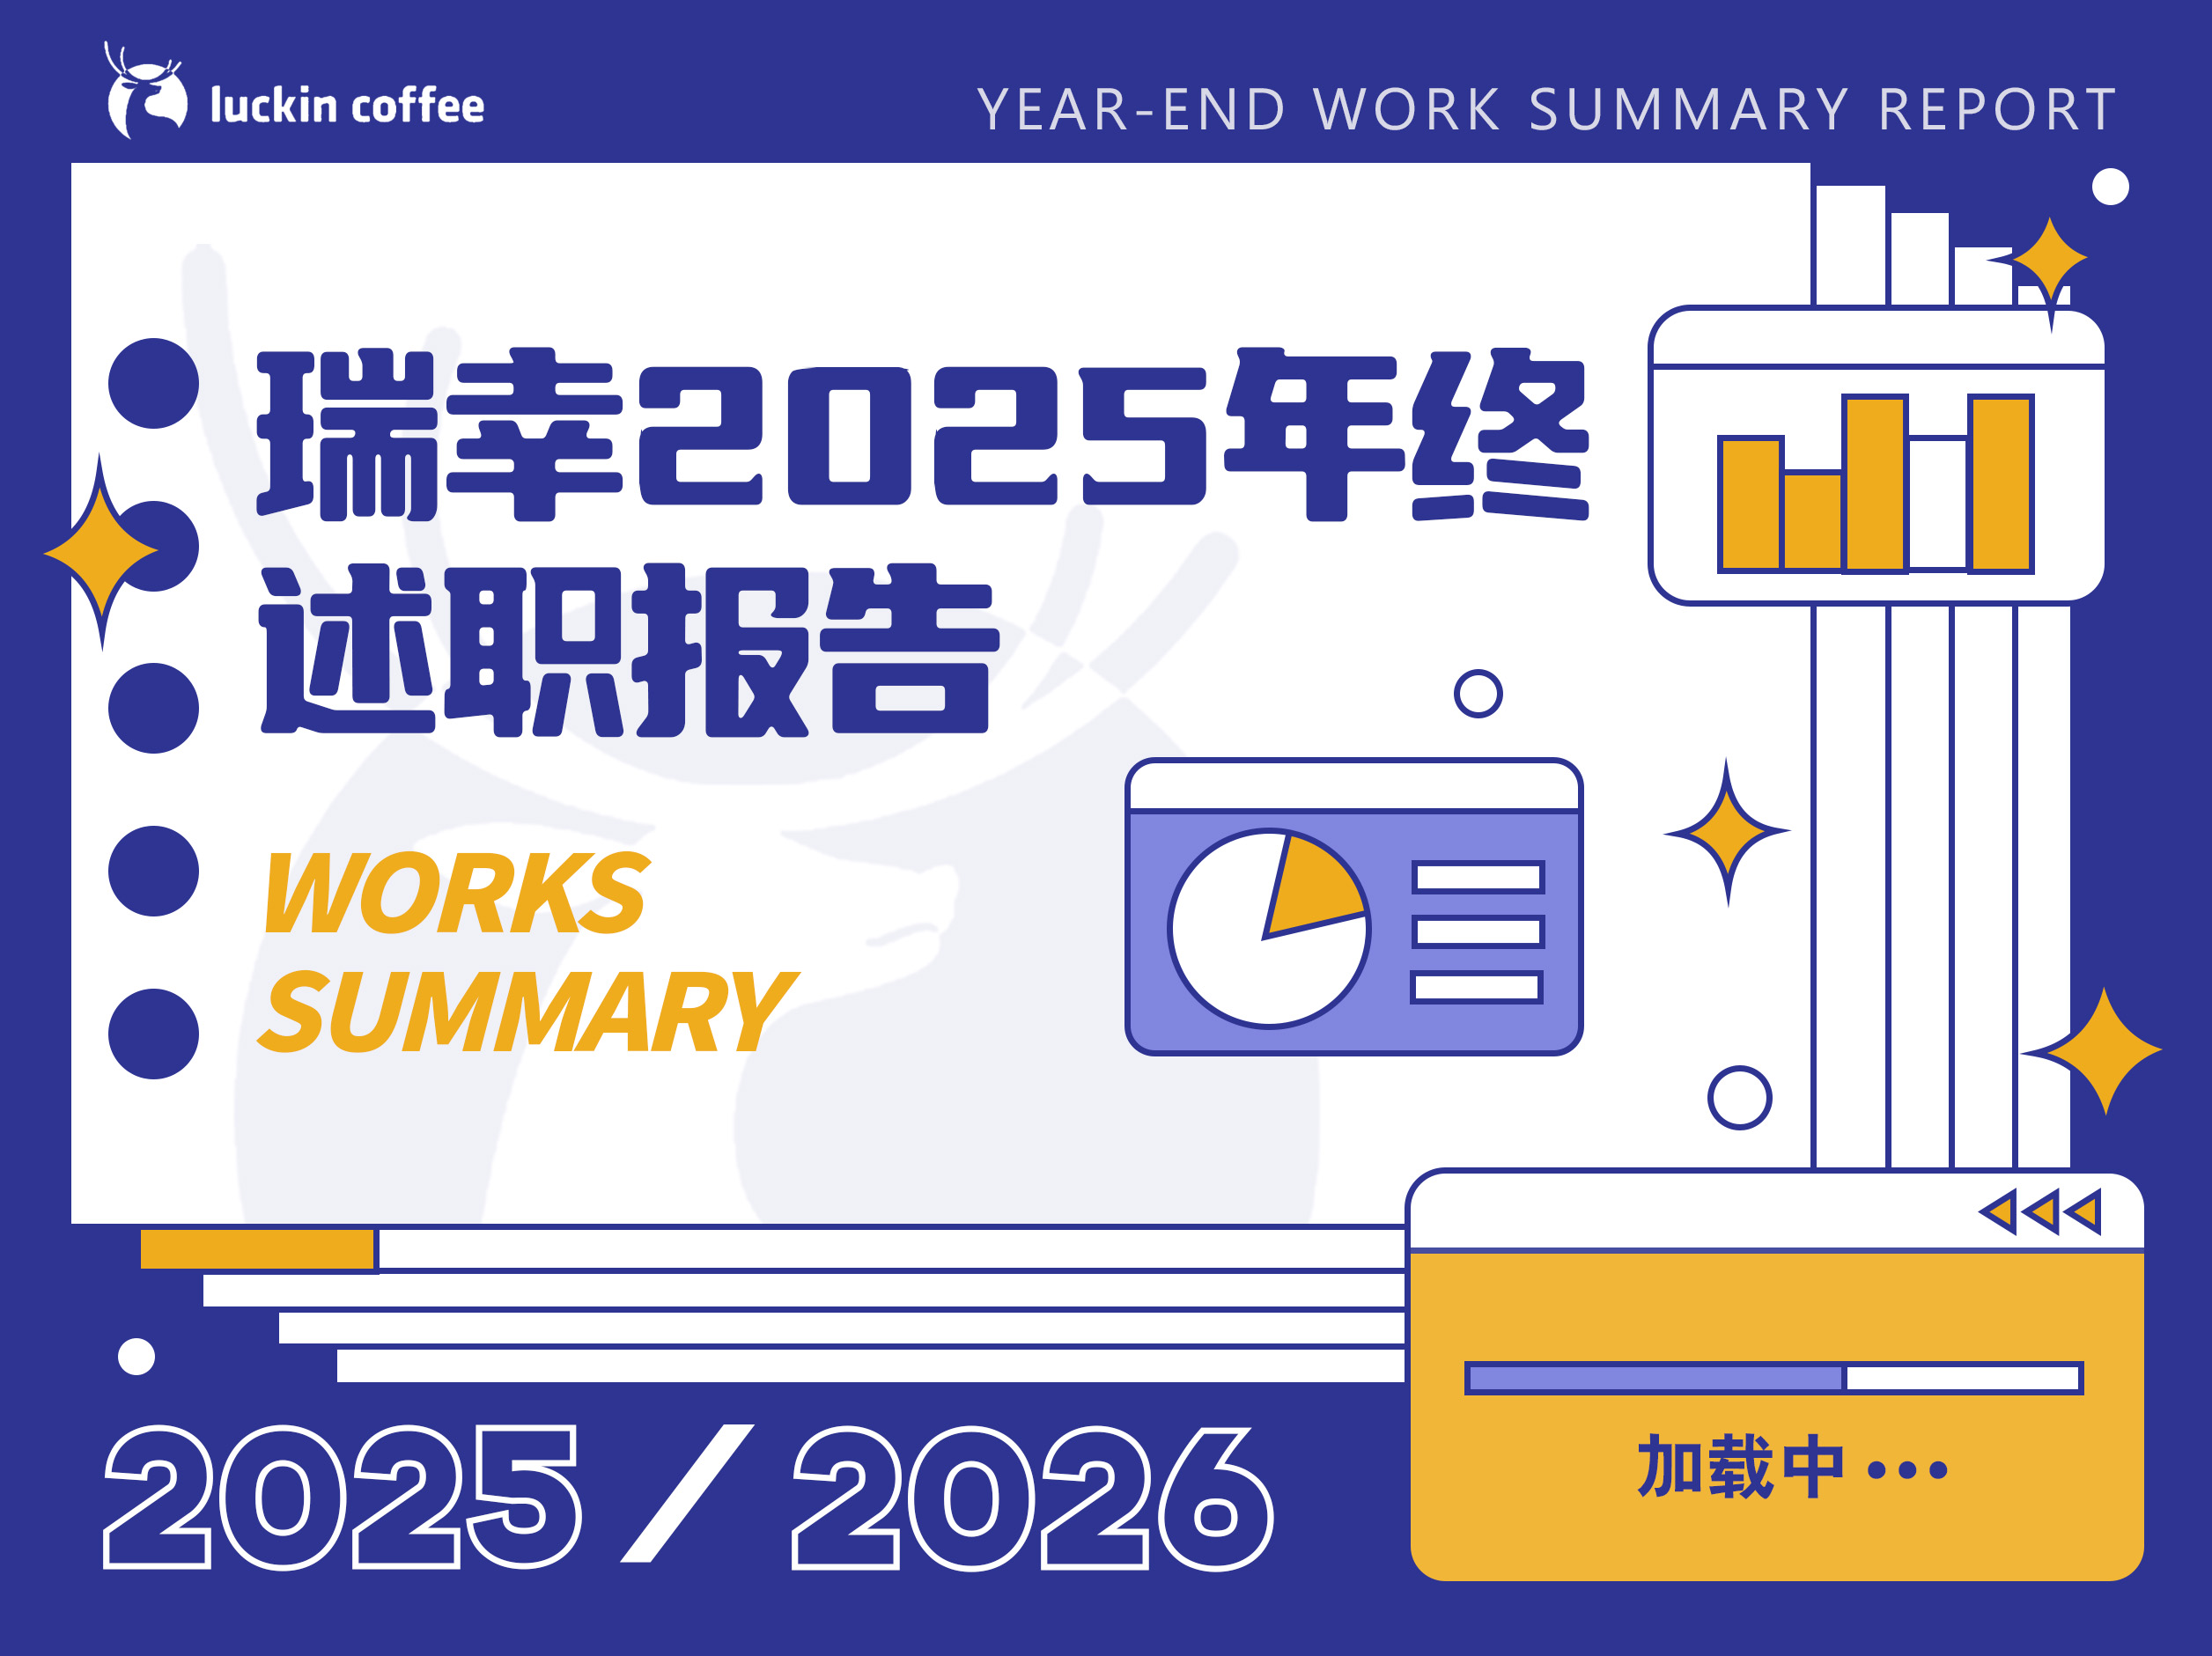 luckin coffee
YEAR-END WORK SUMMARY REPORT
瑞幸2025年终
述职报告
WORKS
SUMMARY
加载中···
2025 / 2026